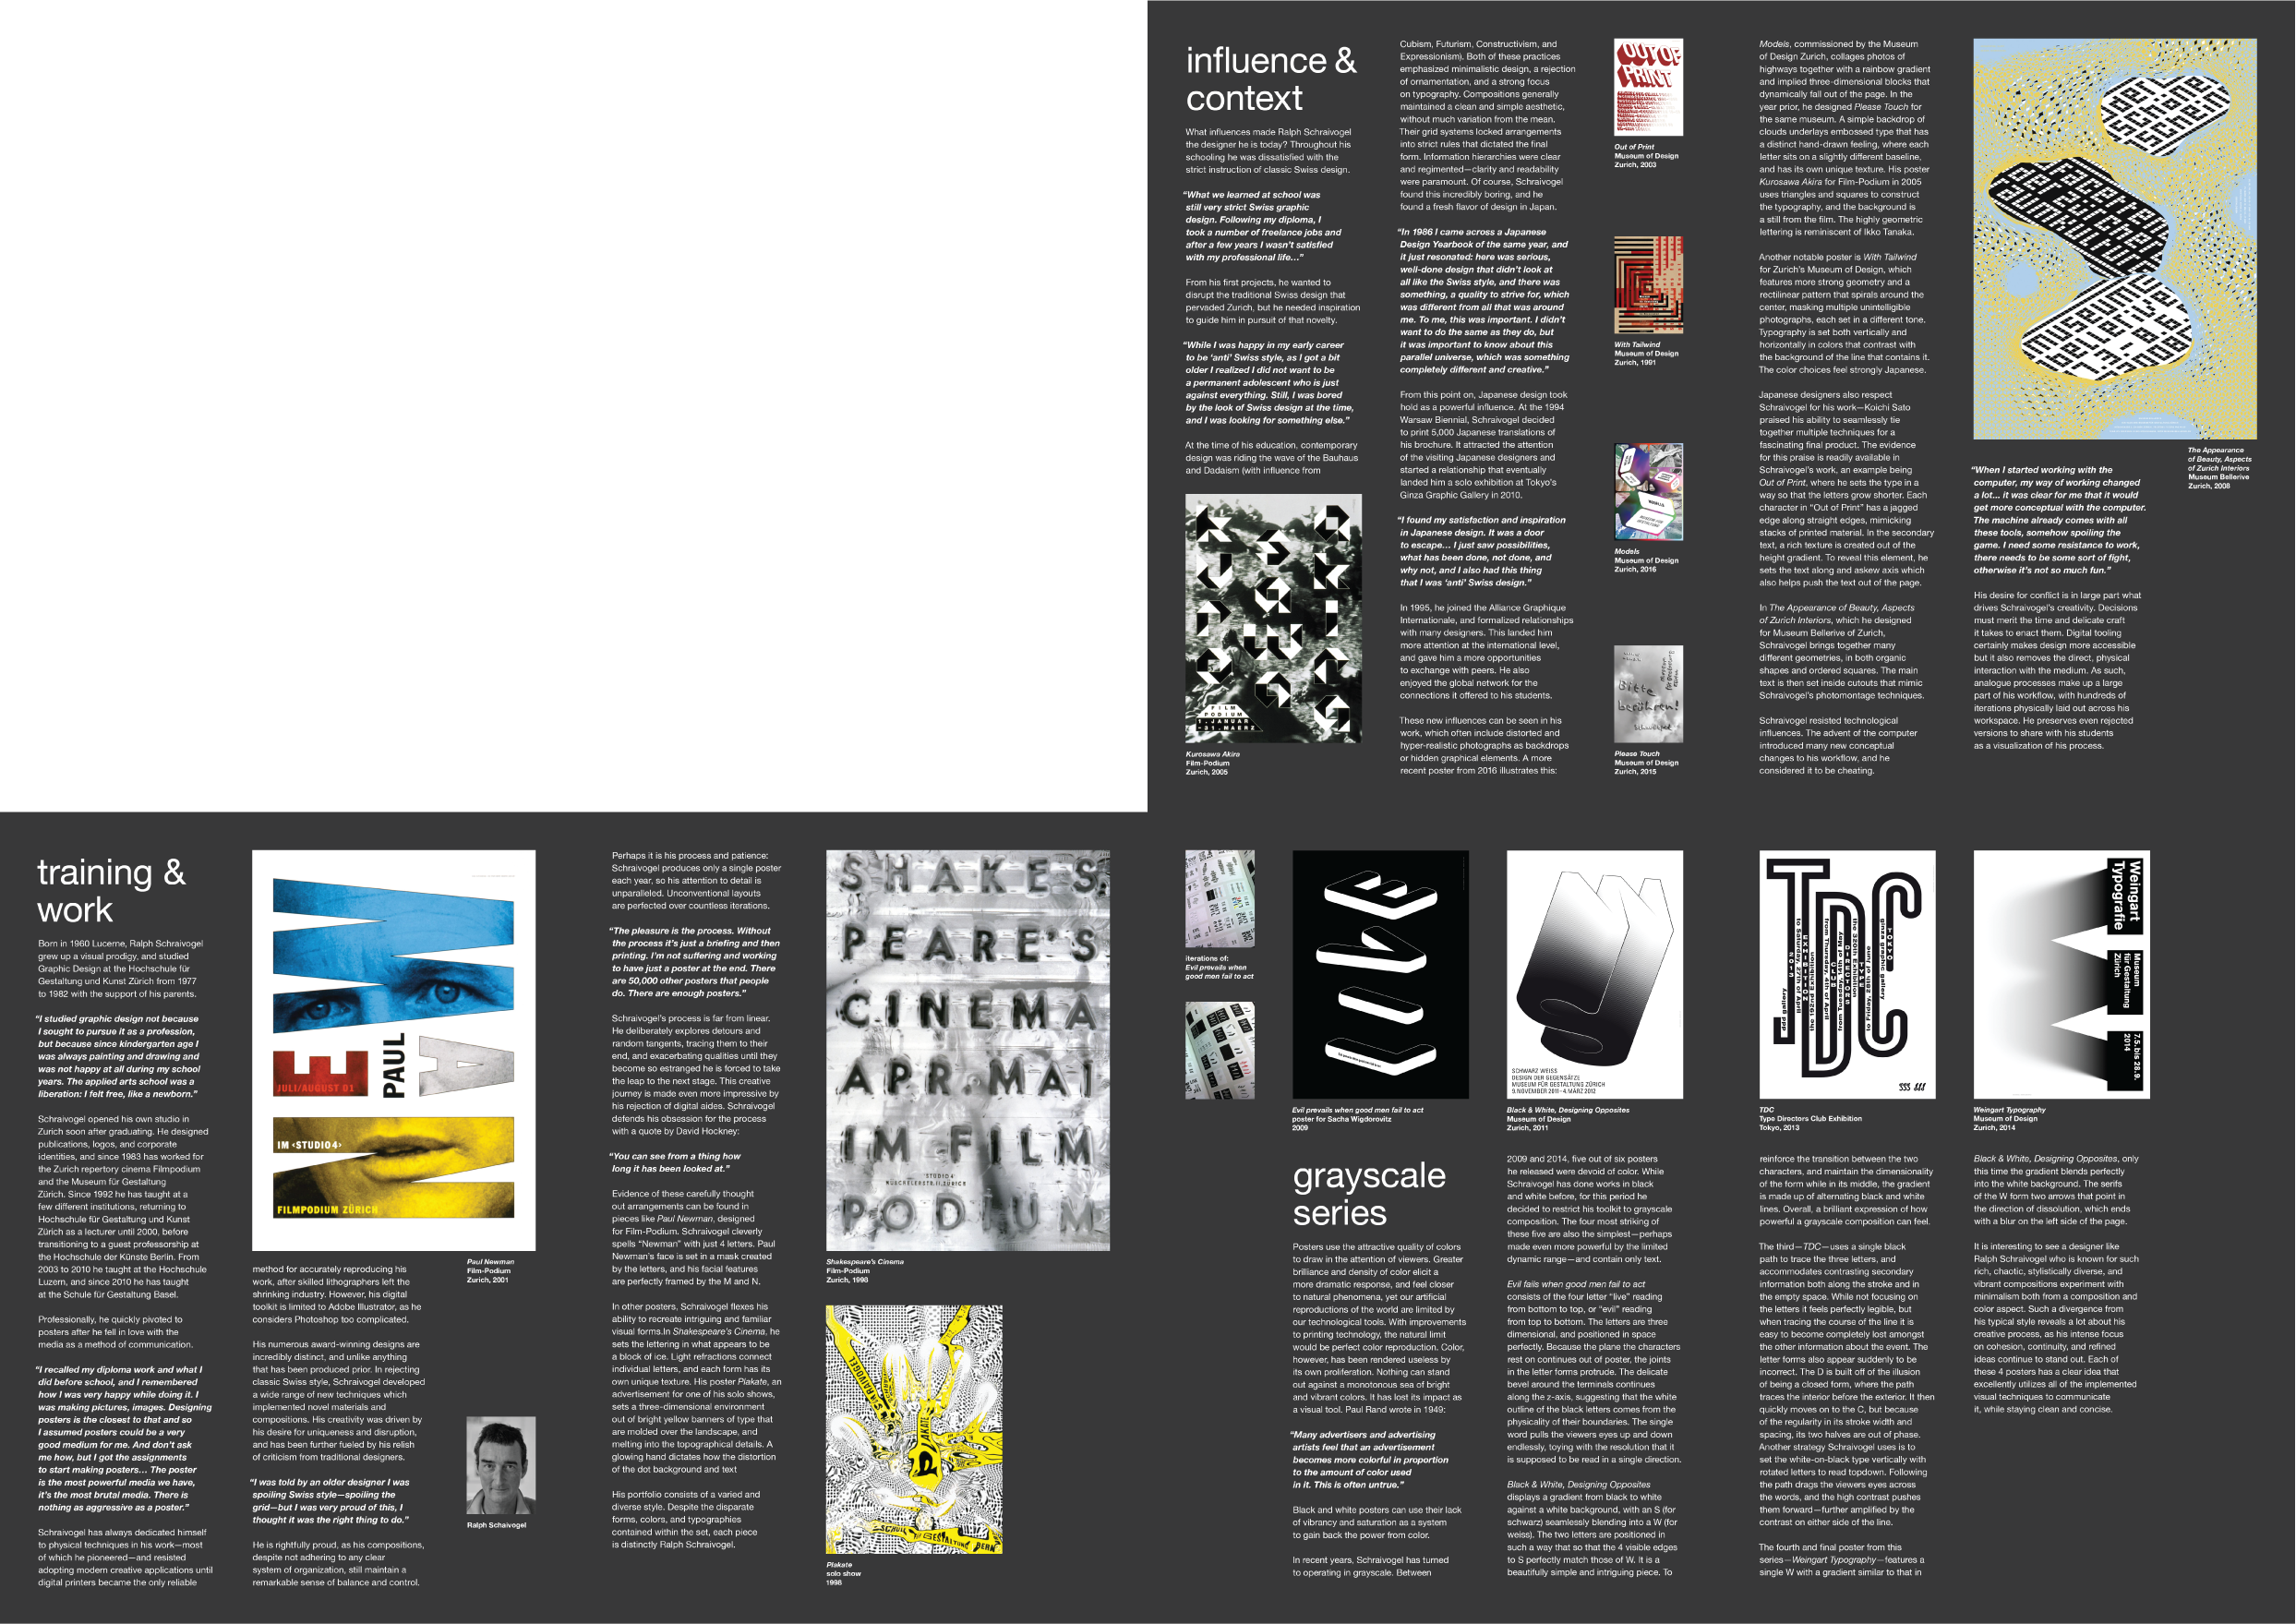 influence &
context
What influences made Ralph Schraivogel
the designer he is today? Throughout his
schooling he was dissatisfied with the
strict instruction of classic Swiss design.
“What we learned at school was
still very strict Swiss graphic
design. Following my diploma, I
took a number of freelance jobs and
after a few years I wasn’t satisfied
with my professional life…”
From his first projects, he wanted to
disrupt the traditional Swiss design that
pervaded Zurich, but he needed inspiration
to guide him in pursuit of that novelty.
“While I was happy in my early career
to be ‘anti’ Swiss style, as I got a bit
older I realized I did not want to be
a permanent adolescent who is just
against everything. Still, I was bored
by the look of Swiss design at the time,
and I was looking for something else.”
At the time of his education, contemporary
design was riding the wave of the Bauhaus
and Dadaism (with influence from
FILM
PODIUM
1.JANUAR
-31.MAERZ
Kurosawa Akira
Film-Podium
Zurich, 2005
Cubism, Futurism, Constructivism, and
Expressionism). Both of these practices
emphasized minimalistic design, a rejection
of ornamentation, and a strong focus
on typography. Compositions generally
maintained a clean and simple aesthetic,
without much variation from the mean.
Their grid systems locked arrangements
into strict rules that dictated the final
form. Information hierarchies were clear
and regimented—clarity and readability
were paramount. Of course, Schraivogel
found this incredibly boring, and he
found a fresh flavor of design in Japan.
“In 1986 I came across a Japanese
Design Yearbook of the same year, and
it just resonated: here was serious,
well-done design that didn’t look at
all like the Swiss style, and there was
something, a quality to strive for, which
was different from all that was around
me. To me, this was important. I didn’t
want to do the same as they do, but
it was important to know about this
parallel universe, which was something
completely different and creative.”
From this point on, Japanese design took
hold as a powerful influence. At the 1994
Warsaw Biennial, Schraivogel decided
to print 5,000 Japanese translations of
his brochure. It attracted the attention
of the visiting Japanese designers and
started a relationship that eventually
landed him a solo exhibition at Tokyo’s
Ginza Graphic Gallery in 2010.
“I found my satisfaction and inspiration
in Japanese design. It was a door
to escape… I just saw possibilities,
what has been done, not done, and
why not, and I also had this thing
that I was ‘anti’ Swiss design.”
In 1995, he joined the Alliance Graphique
Internationale, and formalized relationships
with many designers. This landed him
more attention at the international level,
and gave him a more opportunities
to exchange with peers. He also
enjoyed the global network for the
connections it offered to his students.
These new influences can be seen in his
work, which often include distorted and
hyper-realistic photographs as backdrops
or hidden graphical elements. A more
recent poster from 2016 illustrates this:
OUT OF
PRINT
Out of Print
Museum of Design
Zurich, 2003
With Tailwind
Museum of Design
Zurich, 1991
Models
Museum of Design
Zurich, 2016
Bitte
berühren!
Please Touch
Museum of Design
Zurich, 2015
Models, commissioned by the Museum
of Design Zurich, collages photos of
highways together with a rainbow gradient
and implied three-dimensional blocks that
dynamically fall out of the page. In the
year prior, he designed Please Touch for
the same museum. A simple backdrop of
clouds underlays embossed type that has
a distinct hand-drawn feeling, where each
letter sits on a slightly different baseline,
and has its own unique texture. His poster
Kurosawa Akira for Film-Podium in 2005
uses triangles and squares to construct
the typography, and the background is
a still from the film. The highly geometric
lettering is reminiscent of Ikko Tanaka.
Another notable poster is With Tailwind
for Zurich’s Museum of Design, which
features more strong geometry and a
rectilinear pattern that spirals around the
center, masking multiple unintelligible
photographs, each set in a different tone.
Typography is set both vertically and
horizontally in colors that contrast with
the background of the line that contains it.
The color choices feel strongly Japanese.
Japanese designers also respect
Schraivogel for his work—Koichi Sato
praised his ability to seamlessly tie
together multiple techniques for a
fascinating final product. The evidence
for this praise is readily available in
Schraivogel’s work, an example being
Out of Print, where he sets the type in a
way so that the letters grow shorter. Each
character in “Out of Print” has a jagged
edge along straight edges, mimicking
stacks of printed material. In the secondary
text, a rich texture is created out of the
height gradient. To reveal this element, he
sets the text along and askew axis which
also helps push the text out of the page.
In The Appearance of Beauty, Aspects
of Zurich Interiors, which he designed
for Museum Bellerive of Zurich,
Schraivogel brings together many
different geometries, in both organic
shapes and ordered squares. The main
text is then set inside cutouts that mimic
Schraivogel’s photomontage techniques.
Schraivogel resisted technological
influences. The advent of the computer
introduced many new conceptual
changes to his workflow, and he
considered it to be cheating.
The Appearance
of Beauty, Aspects
of Zurich Interiors
Museum Bellerive
Zurich, 2008
“When I started working with the
computer, my way of working changed
a lot… it was clear for me that it would
get more conceptual with the computer.
The machine already comes with all
these tools, somehow spoiling the
game. I need some resistance to work,
there needs to be some sort of fight,
otherwise it’s not so much fun.”
His desire for conflict is in large part what
drives Schraivogel’s creativity. Decisions
must merit the time and delicate craft
it takes to enact them. Digital tooling
certainly makes design more accessible
but it also removes the direct, physical
interaction with the medium. As such,
analogue processes make up a large
part of his workflow, with hundreds of
iterations physically laid out across his
workspace. He preserves even rejected
versions to share with his students
as a visualization of his process.
training &
work
Born in 1960 Lucerne, Ralph Schraivogel
grew up a visual prodigy, and studied
Graphic Design at the Hochschule für
Gestaltung und Kunst Zürich from 1977
to 1982 with the support of his parents.
“I studied graphic design not because
I sought to pursue it as a profession,
but because since kindergarten age I
was always painting and drawing and
was not happy at all during my school
years. The applied arts school was a
liberation: I felt free, like a newborn.”
Schraivogel opened his own studio in
Zurich soon after graduating. He designed
publications, logos, and corporate
identities, and since 1983 has worked for
the Zurich repertory cinema Filmpodium
and the Museum für Gestaltung
Zürich. Since 1992 he has taught at a
few different institutions, returning to
Hochschule für Gestaltung und Kunst
Zürich as a lecturer until 2000, before
transitioning to a guest professorship at
the Hochschule der Künste Berlin. From
2003 to 2010 he taught at the Hochschule
Luzern, and since 2010 he has taught
at the Schule für Gestaltung Basel.
Professionally, he quickly pivoted to
posters after he fell in love with the
media as a method of communication.
“I recalled my diploma work and what I
did before school, and I remembered
how I was very happy while doing it. I
was making pictures, images. Designing
posters is the closest to that and so
I assumed posters could be a very
good medium for me. And don’t ask
me how, but I got the assignments
to start making posters… The poster
is the most powerful media we have,
it’s the most brutal media. There is
nothing as aggressive as a poster.”
Schraivogel has always dedicated himself
to physical techniques in his work—most
of which he pioneered—and resisted
adopting modern creative applications until
digital printers became the only reliable
E
PAUL
JULI/AUGUST 01
IM ‹STUDIO4›
FILMPODIUM ZÜRICH
Paul Newman
Film-Podium
Zurich, 2001
method for accurately reproducing his
work, after skilled lithographers left the
shrinking industry. However, his digital
toolkit is limited to Adobe Illustrator, as he
considers Photoshop too complicated.
His numerous award-winning designs are
incredibly distinct, and unlike anything
that has been produced prior. In rejecting
classic Swiss style, Schraivogel developed
a wide range of new techniques which
implemented novel materials and
compositions. His creativity was driven by
his desire for uniqueness and disruption,
and has been further fueled by his relish
of criticism from traditional designers.
“I was told by an older designer I was
spoiling Swiss style—spoiling the
grid—but I was very proud of this, I
thought it was the right thing to do.”
He is rightfully proud, as his compositions,
despite not adhering to any clear
system of organization, still maintain a
remarkable sense of balance and control.
Ralph Schaivogel
Perhaps it is his process and patience:
Schraivogel produces only a single poster
each year, so his attention to detail is
unparalleled. Unconventional layouts
are perfected over countless iterations.
“The pleasure is the process. Without
the process it’s just a briefing and then
printing. I’m not suffering and working
to have just a poster at the end. There
are 50,000 other posters that people
do. There are enough posters.”
Schraivogel’s process is far from linear.
He deliberately explores detours and
random tangents, tracing them to their
end, and exacerbating qualities until they
become so estranged he is forced to take
the leap to the next stage. This creative
journey is made even more impressive by
his rejection of digital aides. Schraivogel
defends his obsession for the process
with a quote by David Hockney:
“You can see from a thing how
long it has been looked at.”
Evidence of these carefully thought
out arrangements can be found in
pieces like Paul Newman, designed
for Film-Podium. Schraivogel cleverly
spells “Newman” with just 4 letters. Paul
Newman’s face is set in a mask created
by the letters, and his facial features
are perfectly framed by the M and N.
In other posters, Schraivogel flexes his
ability to recreate intriguing and familiar
visual forms.In Shakespeare’s Cinema, he
sets the lettering in what appears to be
a block of ice. Light refractions connect
individual letters, and each form has its
own unique texture. His poster Plakate, an
advertisement for one of his solo shows,
sets a three-dimensional environment
out of bright yellow banners of type that
are molded over the landscape, and
melting into the topographical details. A
glowing hand dictates how the distortion
of the dot background and text
His portfolio consists of a varied and
diverse style. Despite the disparate
forms, colors, and typographies
contained within the set, each piece
is distinctly Ralph Schraivogel.
SHAKES
PEARE'S
CINEMA
APR.MAI
IM FILM
'STUDIO 4'
NÜSCHELERSTR.11,ZÜRICH
PODIUM
Shakespeare’s Cinema
Film-Podium
Zurich, 1998
Plakate
solo show
1998
iterations of:
Evil prevails when
good men fail to act
Evil prevails when good men fail to act
poster for Sacha Wigdorovitz
2009
grayscale
series
Posters use the attractive quality of colors
to draw in the attention of viewers. Greater
brilliance and density of color elicit a
more dramatic response, and feel closer
to natural phenomena, yet our artificial
reproductions of the world are limited by
our technological tools. With improvements
to printing technology, the natural limit
would be perfect color reproduction. Color,
however, has been rendered useless by
its own proliferation. Nothing can stand
out against a monotonous sea of bright
and vibrant colors. It has lost its impact as
a visual tool. Paul Rand wrote in 1949:
“Many advertisers and advertising
artists feel that an advertisement
becomes more colorful in proportion
to the amount of color used
in it. This is often untrue.”
Black and white posters can use their lack
of vibrancy and saturation as a system
to gain back the power from color.
In recent years, Schraivogel has turned
to operating in grayscale. Between
SCHWARZ WEISS
DESIGN DER GEGENSÄTZE
MUSEUM FÜR GESTALTUNG ZÜRICH
9.NOVEMBER 2011 - 4.MÄRZ 2012
Black & White, Designing Opposites
Museum of Design
Zurich, 2011
2009 and 2014, five out of six posters
he released were devoid of color. While
Schraivogel has done works in black
and white before, for this period he
decided to restrict his toolkit to grayscale
composition. The four most striking of
these five are also the simplest—perhaps
made even more powerful by the limited
dynamic range—and contain only text.
Evil fails when good men fail to act
consists of the four letter “live” reading
from bottom to top, or “evil” reading
from top to bottom. The letters are three
dimensional, and positioned in space
perfectly. Because the plane the characters
rest on continues out of poster, the joints
in the letter forms protrude. The delicate
bevel around the terminals continues
along the z-axis, suggesting that the white
outline of the black letters comes from the
physicality of their boundaries. The single
word pulls the viewers eyes up and down
endlessly, toying with the resolution that it
is supposed to be read in a single direction.
Black & White, Designing Opposites
displays a gradient from black to white
against a white background, with an S (for
schwarz) seamlessly blending into a W (for
weiss). The two letters are positioned in
such a way that so that the 4 visible edges
to S perfectly match those of W. It is a
beautifully simple and intriguing piece. To
TDC
TDC
Type Directors Club Exhibition
Tokyo, 2013
reinforce the transition between the two
characters, and maintain the dimensionality
of the form while in its middle, the gradient
is made up of alternating black and white
lines. Overall, a brilliant expression of how
powerful a grayscale composition can feel.
The third—TDC—uses a single black
path to trace the three letters, and
accommodates contrasting secondary
information both along the stroke and in
the empty space. While not focusing on
the letters it feels perfectly legible, but
when tracing the course of the line it is
easy to become completely lost amongst
the other information about the event. The
letter forms also appear suddenly to be
incorrect. The D is built off of the illusion
of being a closed form, where the path
traces the interior before the exterior. It then
quickly moves on to the C, but because
of the regularity in its stroke width and
spacing, its two halves are out of phase.
Another strategy Schraivogel uses is to
set the white-on-black type vertically with
rotated letters to read topdown. Following
the path drags the viewers eyes across
the words, and the high contrast pushes
them forward—further amplified by the
contrast on either side of the line.
The fourth and final poster from this
series—Weingart Typography—features a
single W with a gradient similar to that in
Weingart
Typografie
Museum
für Gestaltung
Zürich
7.5. bis 28.9.
2014
Weingart Typography
Museum of Design
Zurich, 2014
Black & White, Designing Opposites, only
this time the gradient blends perfectly
into the white background. The serifs
of the W form two arrows that point in
the direction of dissolution, which ends
with a blur on the left side of the page.
It is interesting to see a designer like
Ralph Schraivogel who is known for such
rich, chaotic, stylistically diverse, and
vibrant compositions experiment with
minimalism both from a composition and
color aspect. Such a divergence from
his typical style reveals a lot about his
creative process, as his intense focus
on cohesion, continuity, and refined
ideas continue to stand out. Each of
these 4 posters has a clear idea that
excellently utilizes all of the implemented
visual techniques to communicate
it, while staying clean and concise.